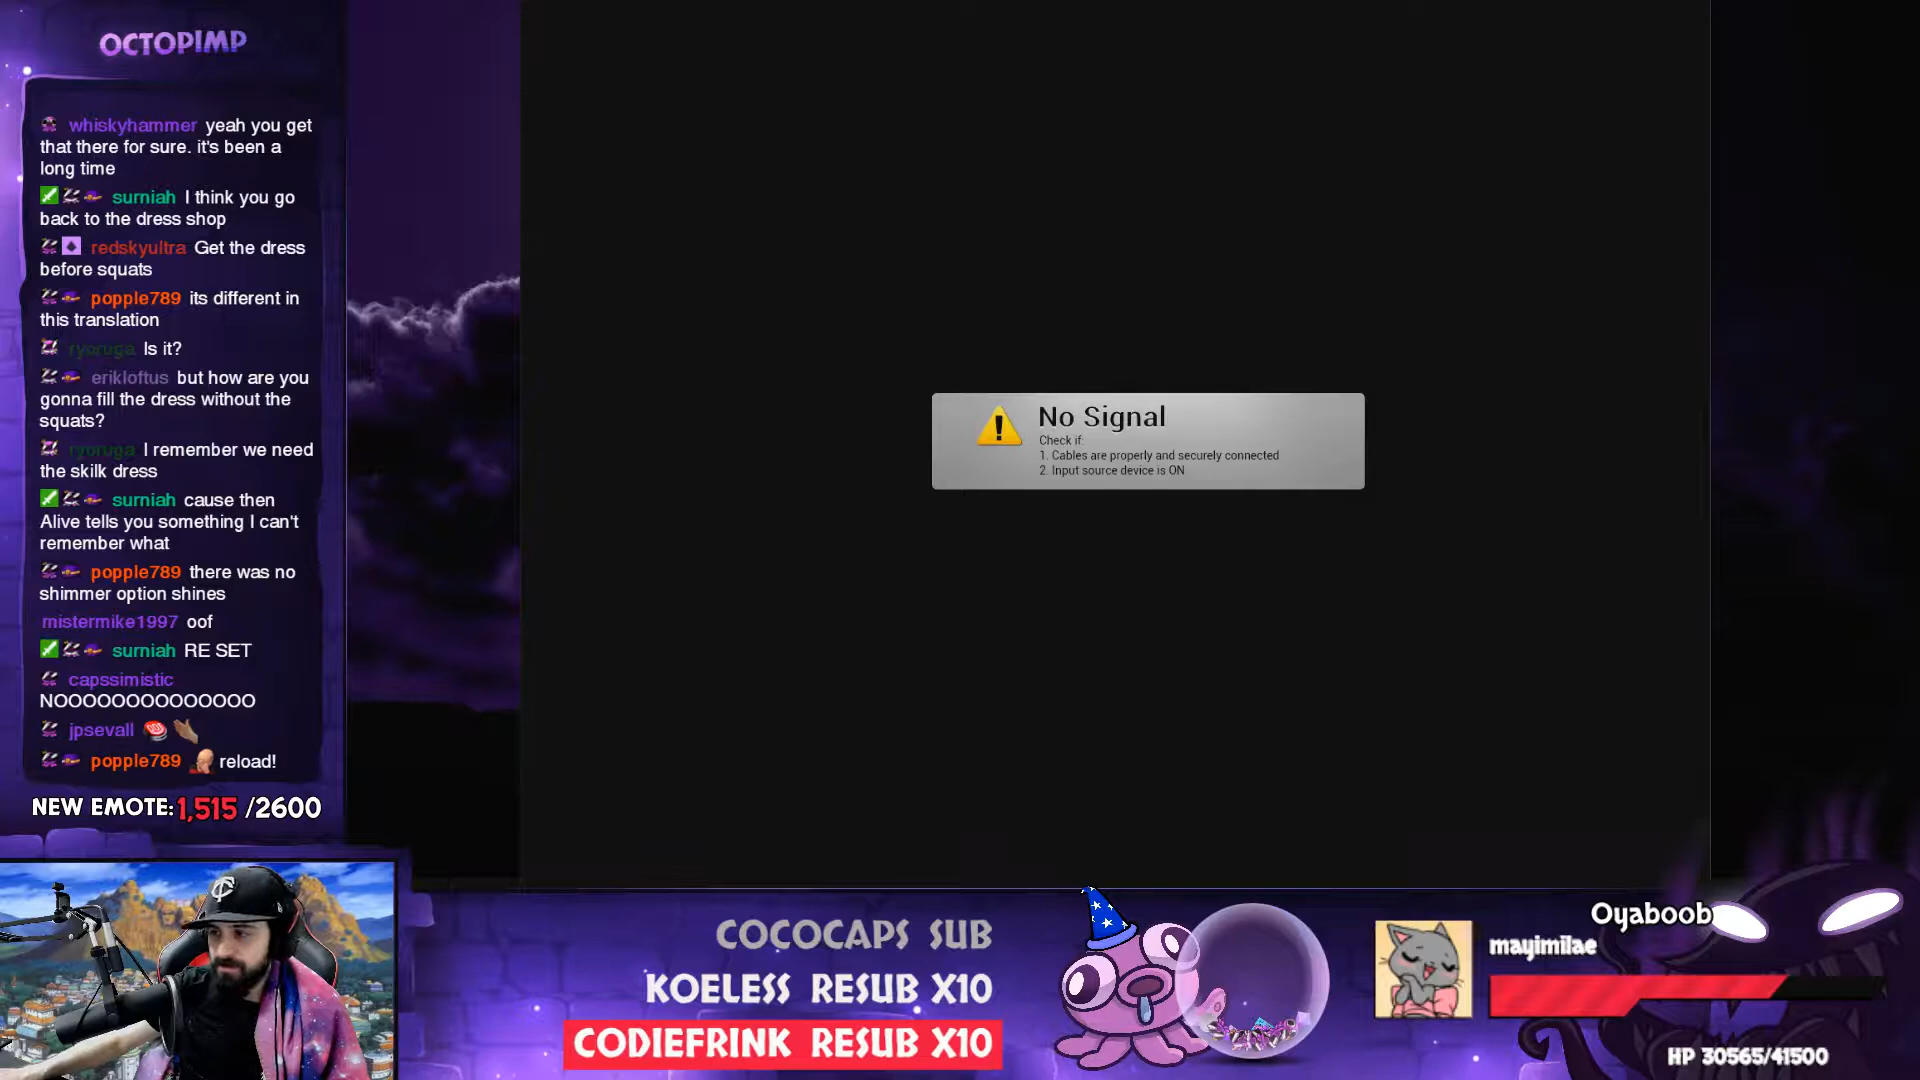 OCTOPIMP
whiskyhammer yeah you get
that there for sure. it's been a
long time
surniah I think you go
back to the dress shop
redskyultra Get the dress
before squats
popple789 its different in
this translation
ryoruga Is it?
erikloftus but how are you
gonna fill the dress without the
squats?
ryoruga I remember we need
the skilk dress
surniah cause then
Alive tells you something I can't
remember what
popple789 there was no
shimmer option shines
mistermike1997 oof
surniah RE SET
capssimistic
NOOOOOOOOOOOOOO
jpsevall
popple789 reload!
NEW EMOTE: 1,515 /2600
No Signal
Check if:
1. Cables are properly and securely connected
2. Input source device is ON
COCOCAPS SUB
KOELESS RESUB X10
CODIEFRINK RESUB X10
Oyaboob
mayimilae
HP 30565/41500